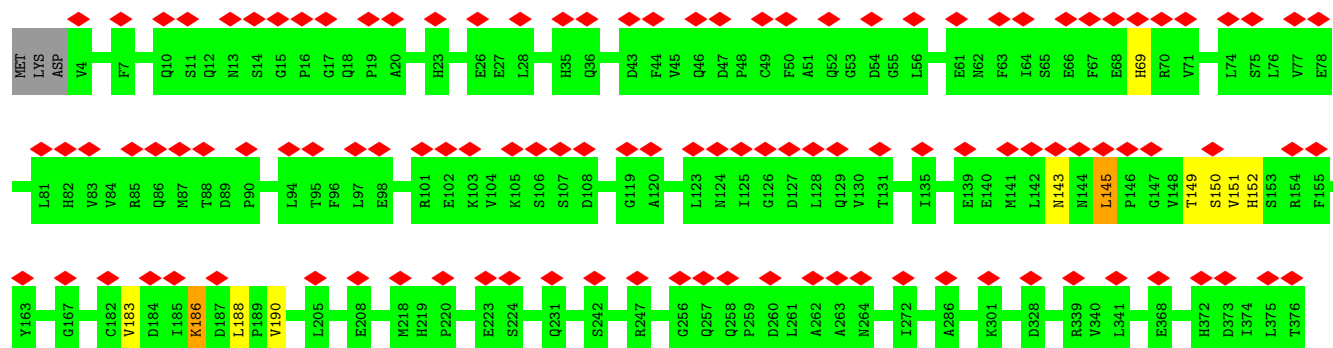 MET LYS ASP V4 F7 Q10 S11 Q12 N13 S14 G15 P16 G17 Q18 P19 A20 H23 E26 E27 L28 H35 Q36 D43 F44 V45 Q46 D47 P48 C49 F50 A51 Q52 G53 D54 G55 L56 E61 N62 F63 I64 S65 E66 F67 E68 H69 R70 V71 L74 S75 L76 V77 E78
L81 H82 V83 V84 R85 Q86 M87 T88 D89 P90 L94 T95 F96 L97 E98 R101 E102 K103 V104 K105 S106 S107 D108 G119 A120 L123 N124 I125 G126 D127 L128 Q129 V130 T131 I135 E139 E140 M141 L142 N143 N144 L145 P146 G147 V148 T149 S150 V151 H152 S153 R154 F155
Y163 G167 C182 V183 D184 I185 K186 D187 L188 P189 V190 L205 E208 M218 H219 P220 E223 S224 Q231 S242 R247 G256 Q257 Q258 P259 D260 L261 A262 A263 N264 I272 A286 K301 D328 R339 V340 L341 E368 H372 D373 I374 L375 T376